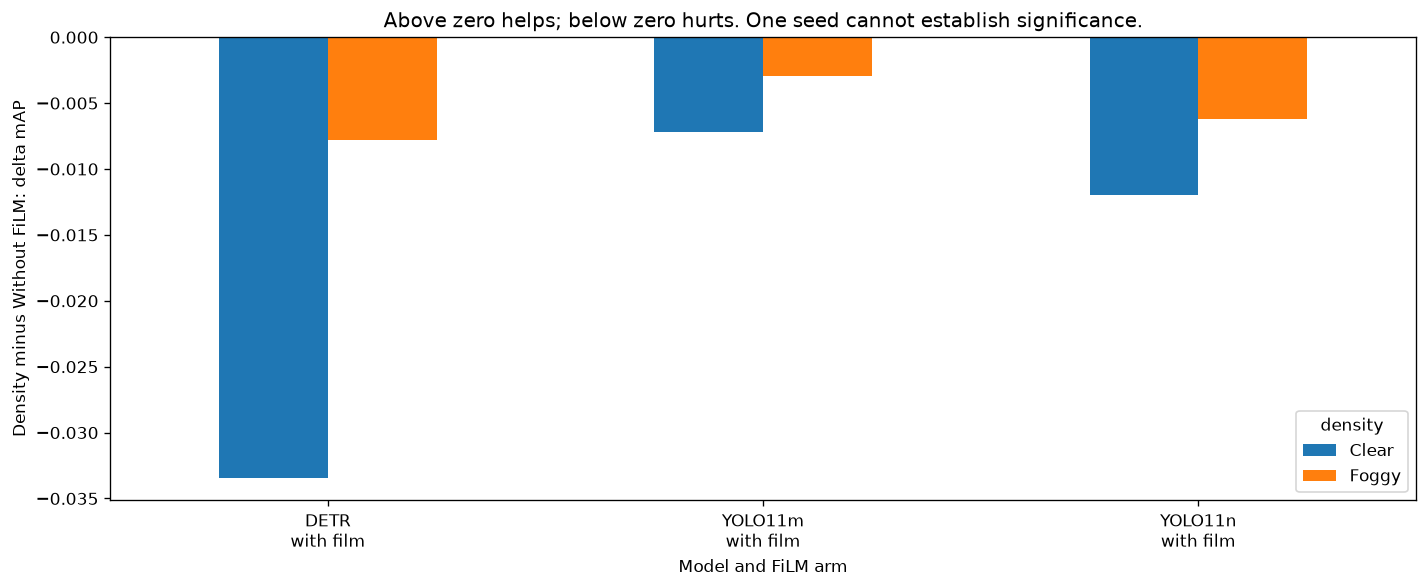 Above zero helps; below zero hurts. One seed cannot establish significance.
Density minus Without FiLM: delta mAP
0.000
−0.005
−0.010
−0.015
−0.020
−0.025
−0.030
−0.035
density
Clear
Foggy
DETR
with film
YOLO11m
with film
YOLO11n
with film
Model and FiLM arm